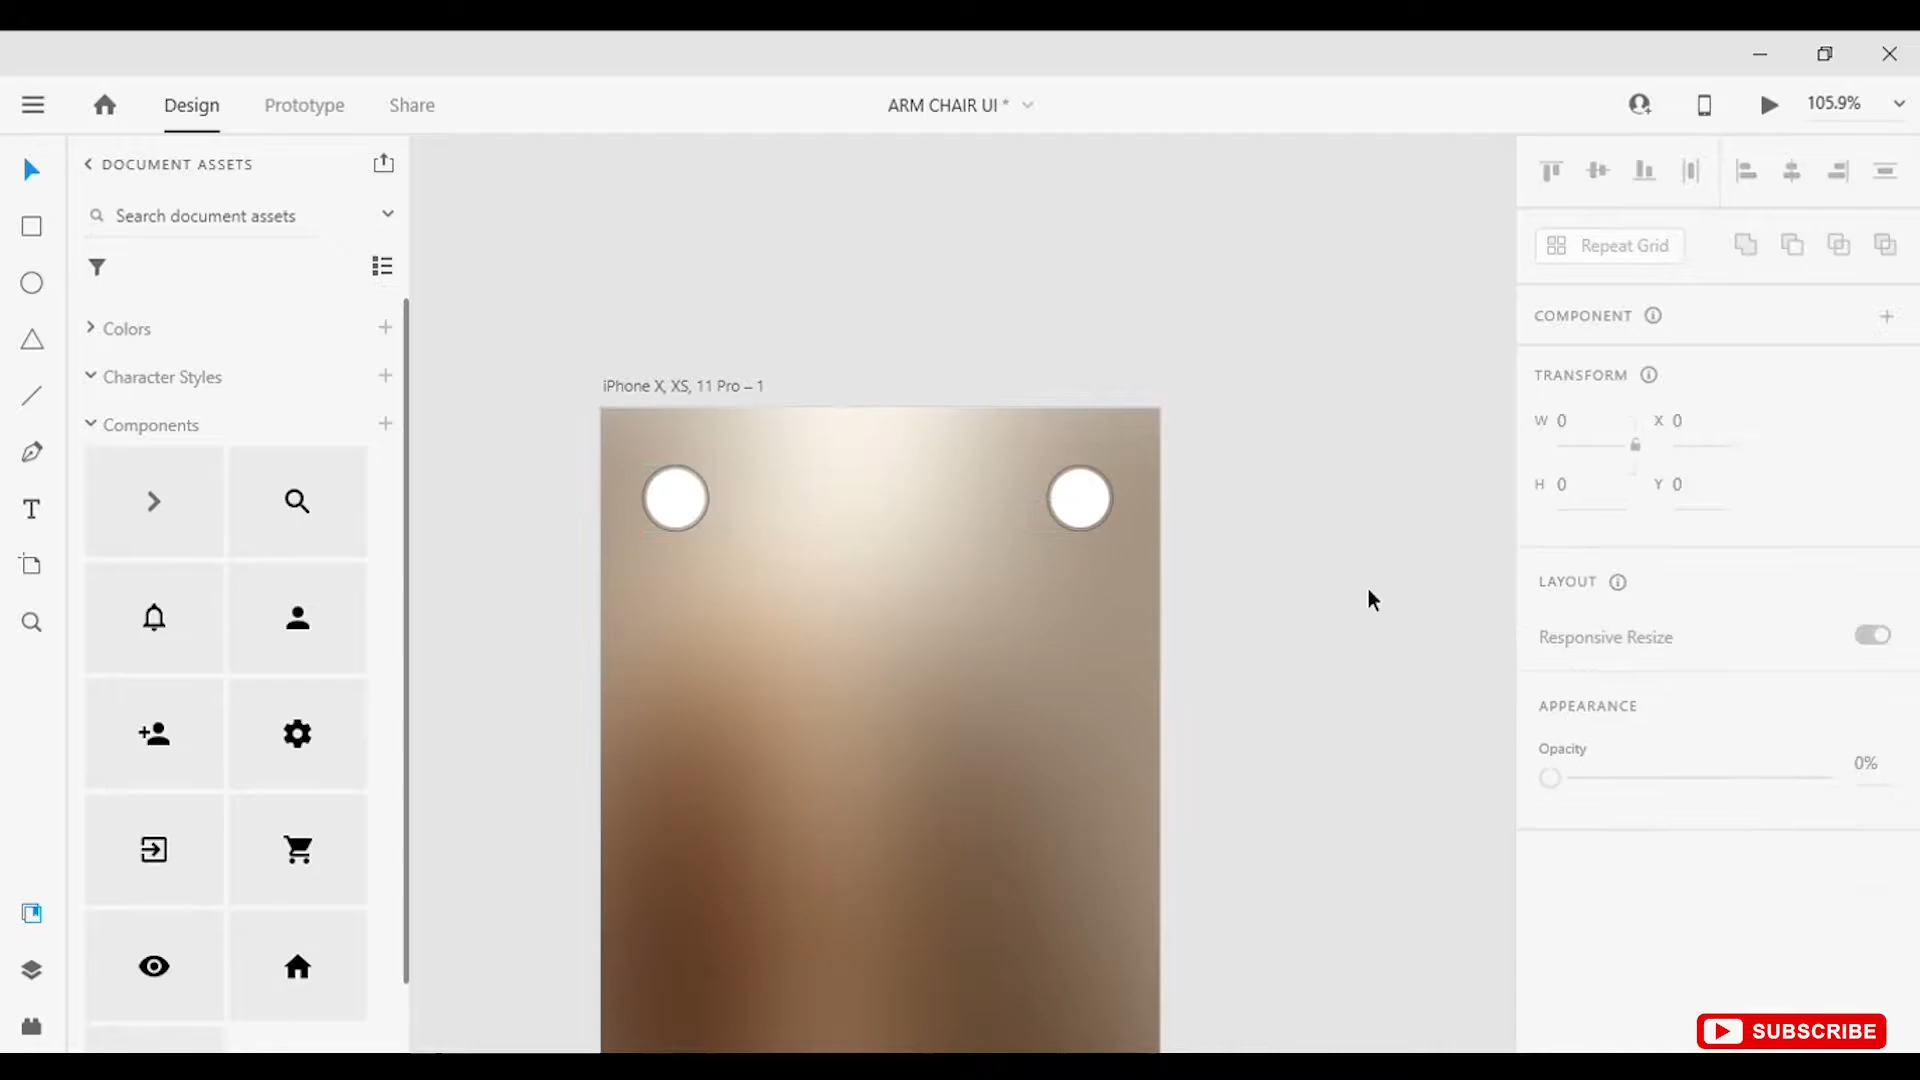 Design
Prototype
Share
ARM CHAIR UI *
105.9%
DOCUMENT ASSETS
Search document assets
Colors
Character Styles
Components
iPhone X, XS, 11 Pro – 1
Repeat Grid
COMPONENT
TRANSFORM
W 0 X 0
H 0 Y 0
LAYOUT
Responsive Resize
APPEARANCE
Opacity
0%
SUBSCRIBE